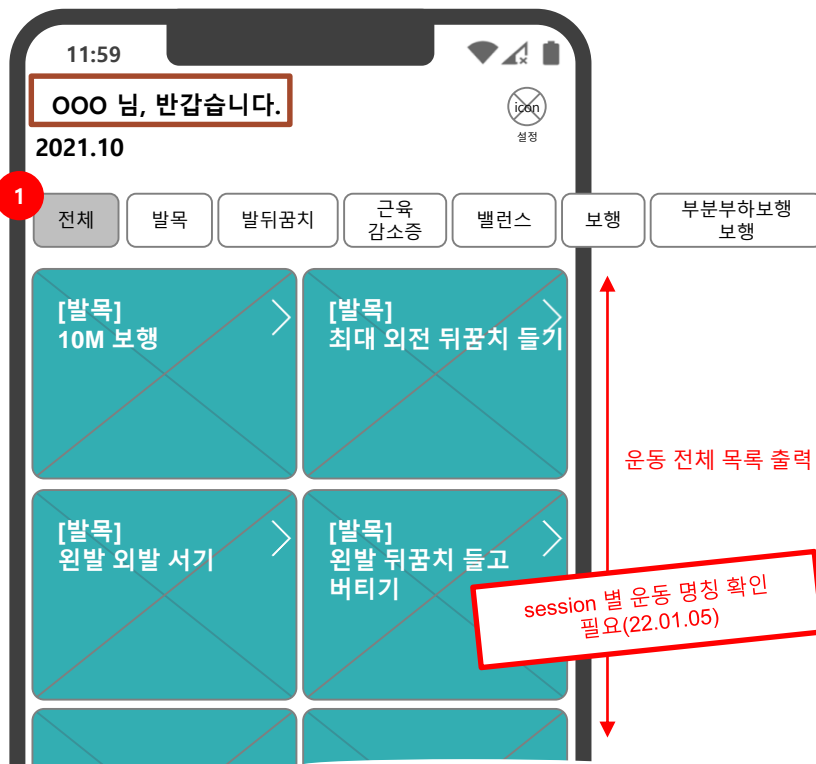 11:59
OOO 님, 반갑습니다.
icon
설정
2021.10
1
전체
발목
발뒤꿈치
근육
감소증
밸런스
보행
부분부하보행
보행
[발목]
10M 보행
[발목]
최대 외전 뒤꿈치 들기
운동 전체 목록 출력
[발목]
왼발 외발 서기
[발목]
왼발 뒤꿈치 들고
버티기
session 별 운동 명칭 확인
필요(22.01.05)